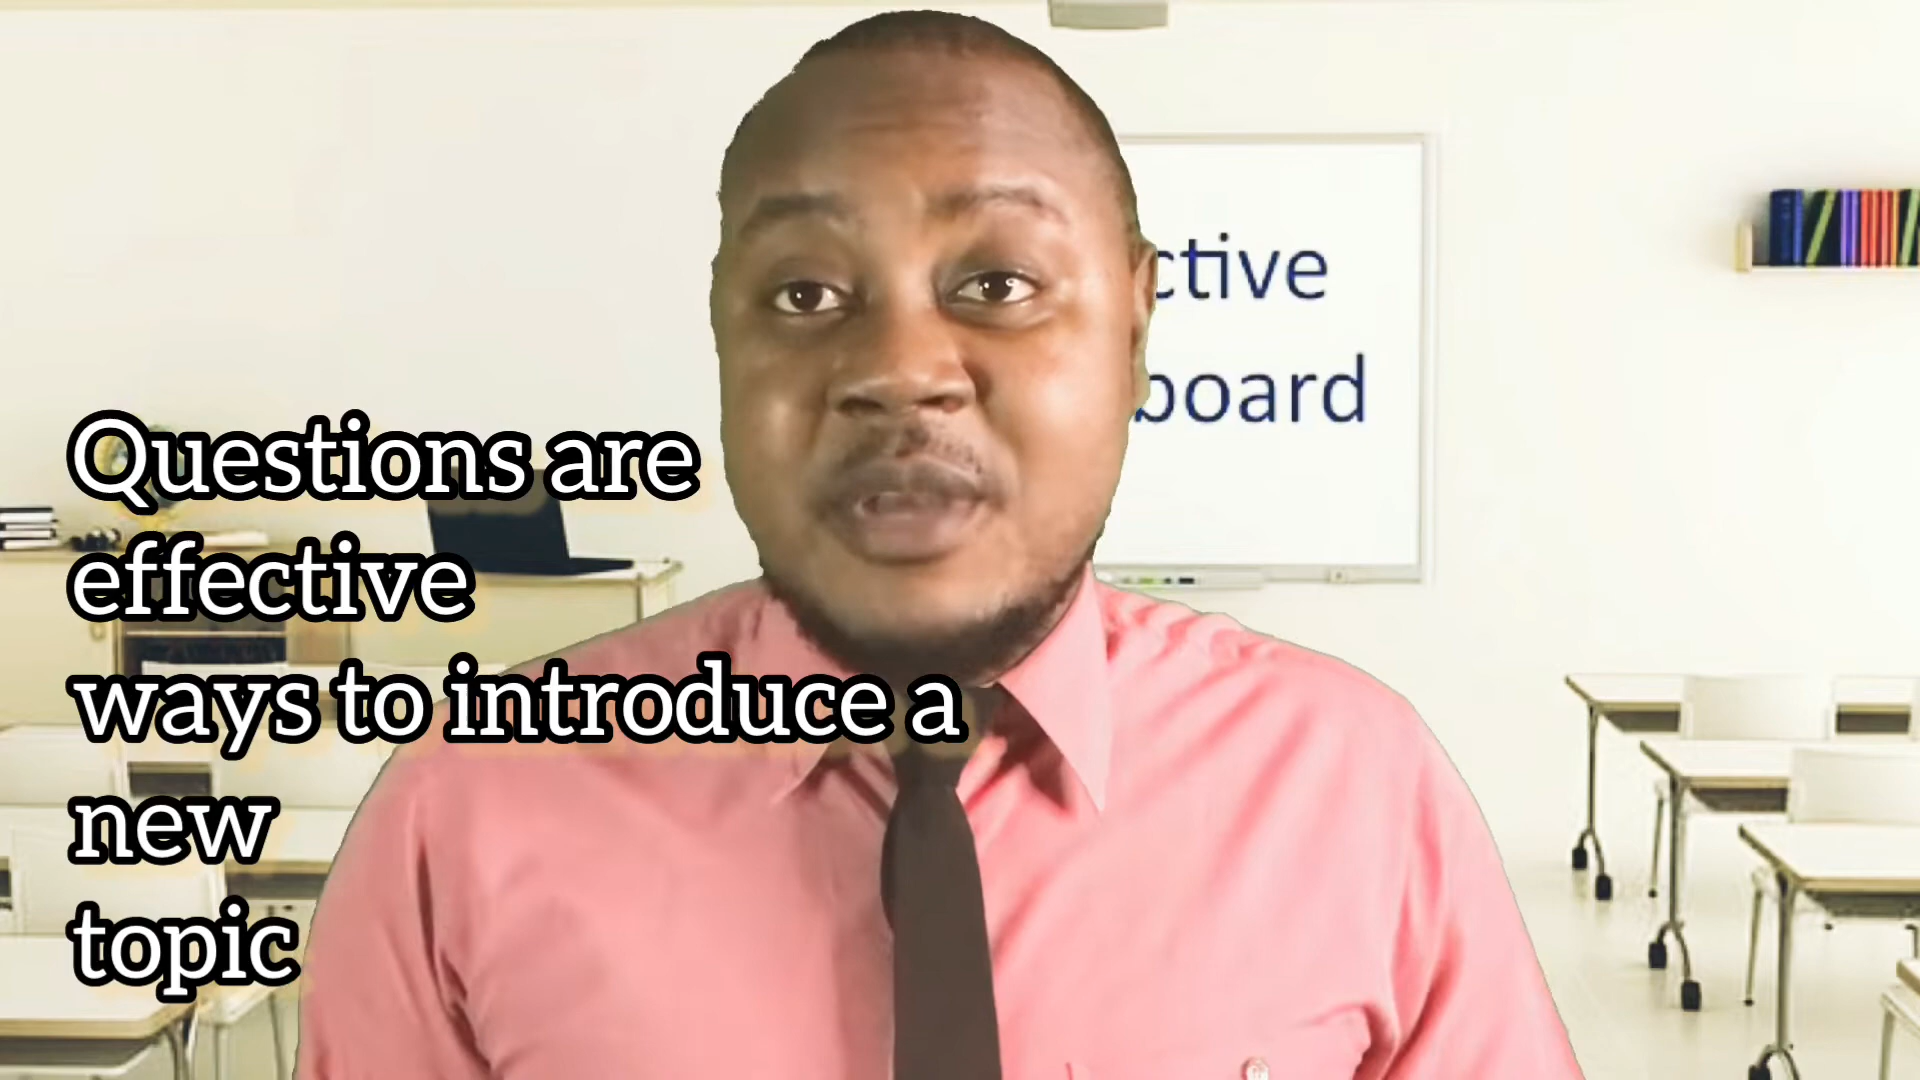 Questions are
effective
ways to introduce a
new
topic
ctive
board